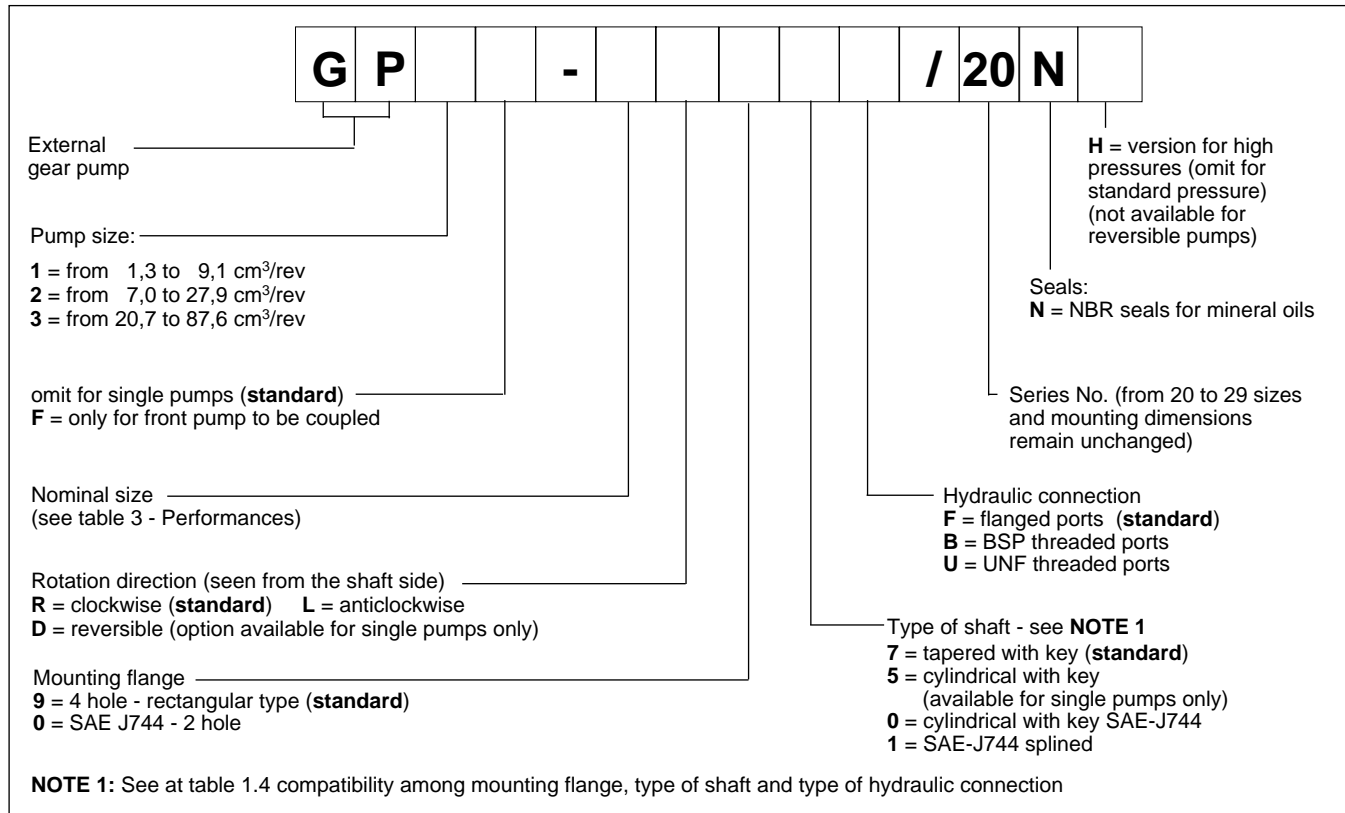 G P - / 20 N
External
gear pump
Pump size:
1 = from 1,3 to 9,1 cm³/rev
2 = from 7,0 to 27,9 cm³/rev
3 = from 20,7 to 87,6 cm³/rev
omit for single pumps (standard)
F = only for front pump to be coupled
Nominal size
(see table 3 - Performances)
Rotation direction (seen from the shaft side)
R = clockwise (standard) L = anticlockwise
D = reversible (option available for single pumps only)
Mounting flange
9 = 4 hole - rectangular type (standard)
0 = SAE J744 - 2 hole
H = version for high
pressures (omit for
standard pressure)
(not available for
reversible pumps)
Seals:
N = NBR seals for mineral oils
Series No. (from 20 to 29 sizes
and mounting dimensions
remain unchanged)
Hydraulic connection
F = flanged ports (standard)
B = BSP threaded ports
U = UNF threaded ports
Type of shaft - see NOTE 1
7 = tapered with key (standard)
5 = cylindrical with key
(available for single pumps only)
0 = cylindrical with key SAE-J744
1 = SAE-J744 splined
NOTE 1: See at table 1.4 compatibility among mounting flange, type of shaft and type of hydraulic connection